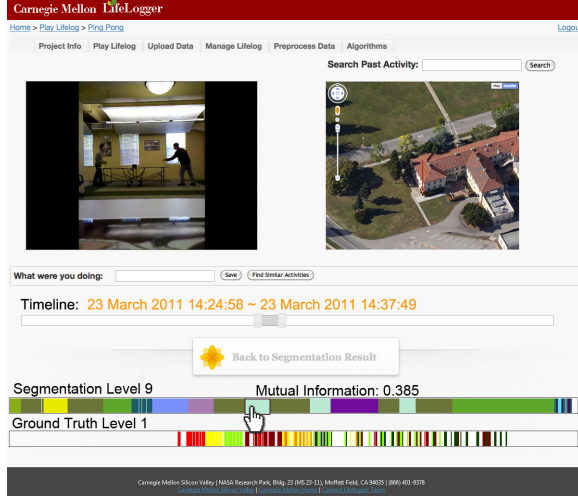 Carnegie Mellon LifeLogger
Home > Play Lifelog > Ping Pong
Logou
Project Info Play Lifelog Upload Data Manage Lifelog Preprocess Data Algorithms
Search Past Activity: Search
Map
What were you doing: Save Find Similar Activities
Timeline: 23 March 2011 14:24:58 ~ 23 March 2011 14:37:49
Back to Segmentation Result
Segmentation Level 9 Mutual Information: 0.385
Ground Truth Level 1
Carnegie Mellon Silicon Valley | NASA Research Park, Bldg. 23 (MS 23-11), Moffett Field, CA 94035 | (866) 401-9378
Carnegie Mellon Silicon Valley | Carnegie Mellon Home | Contact Lifelogger Team